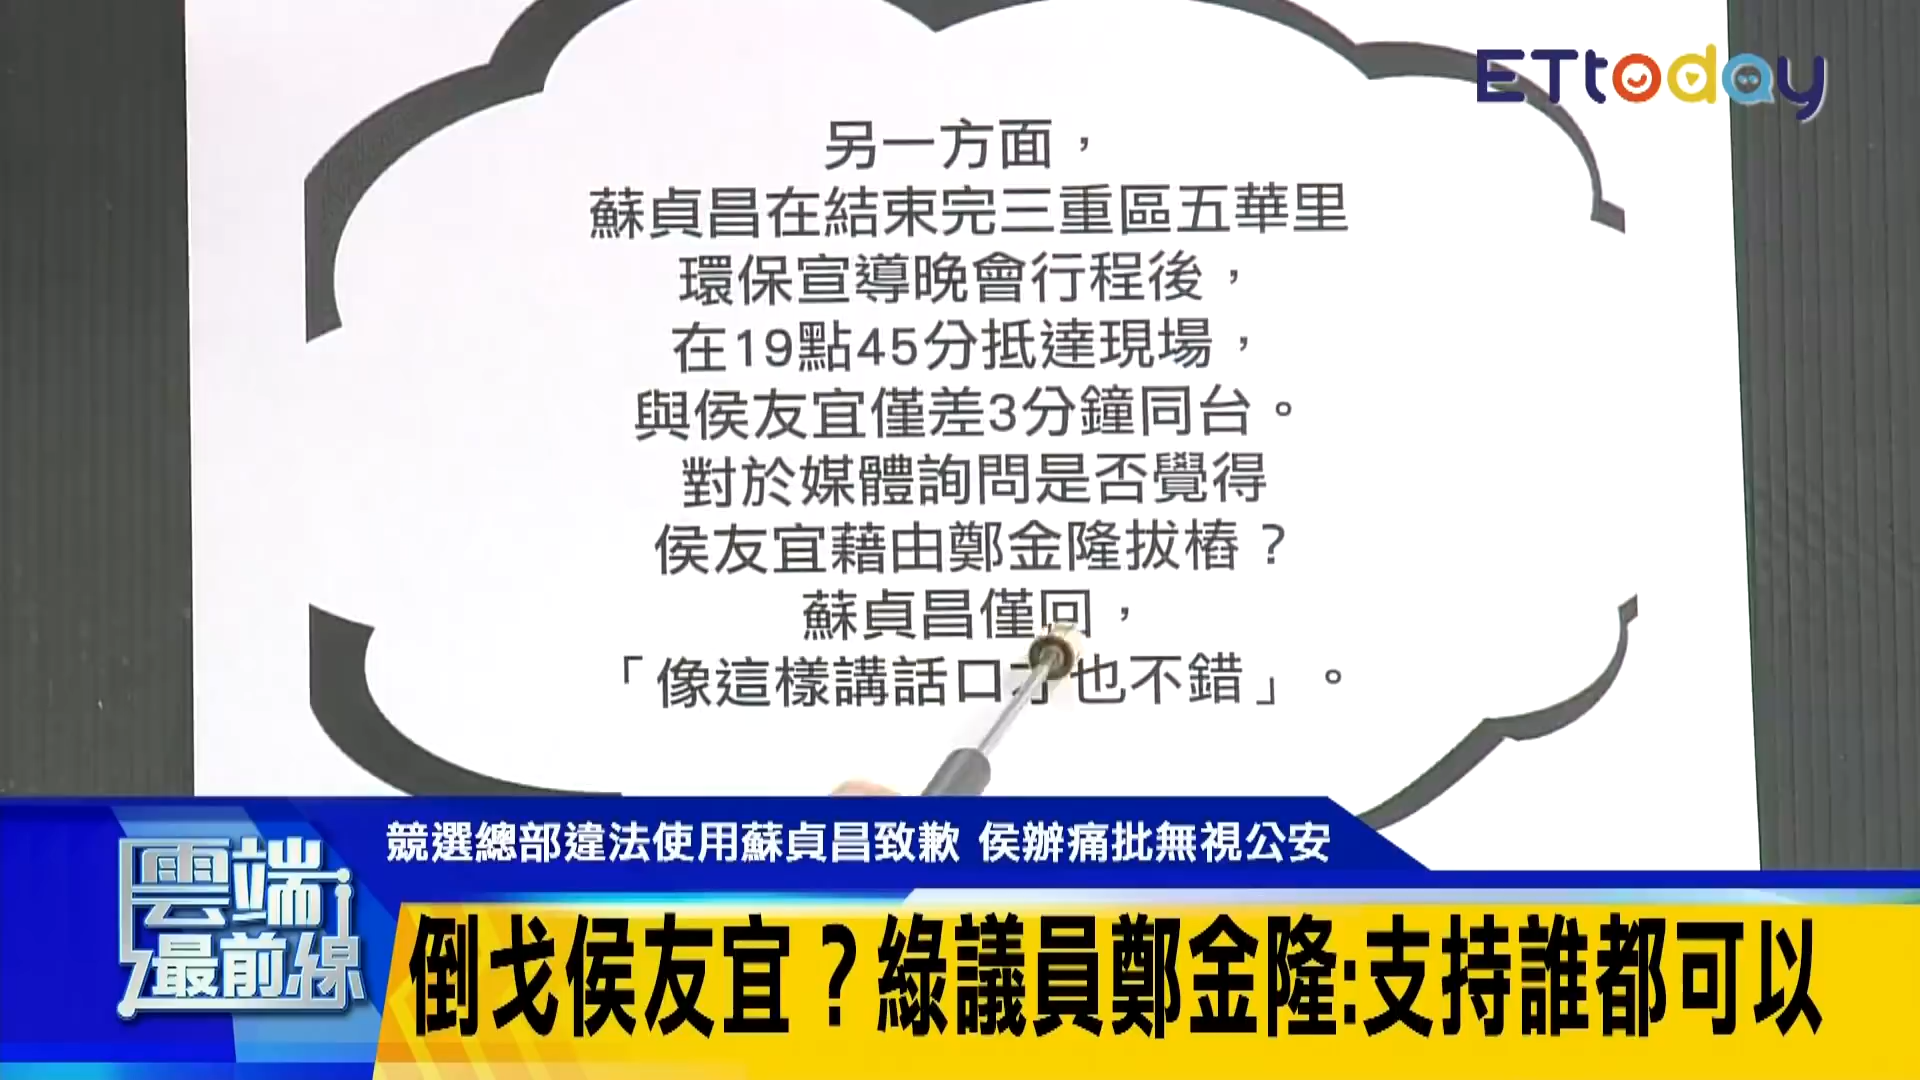 ETtoday
另一方面，
蘇貞昌在結束完三重區五華里
環保宣導晚會行程後，
在19點45分抵達現場，
與侯友宜僅差3分鐘同台。
對於媒體詢問是否覺得
侯友宜藉由鄭金隆拔樁？
蘇貞昌僅回，
「像這樣講話口才也不錯」。
競選總部違法使用蘇貞昌致歉 侯辦痛批無視公安
雲端最前線
倒戈侯友宜？綠議員鄭金隆:支持誰都可以